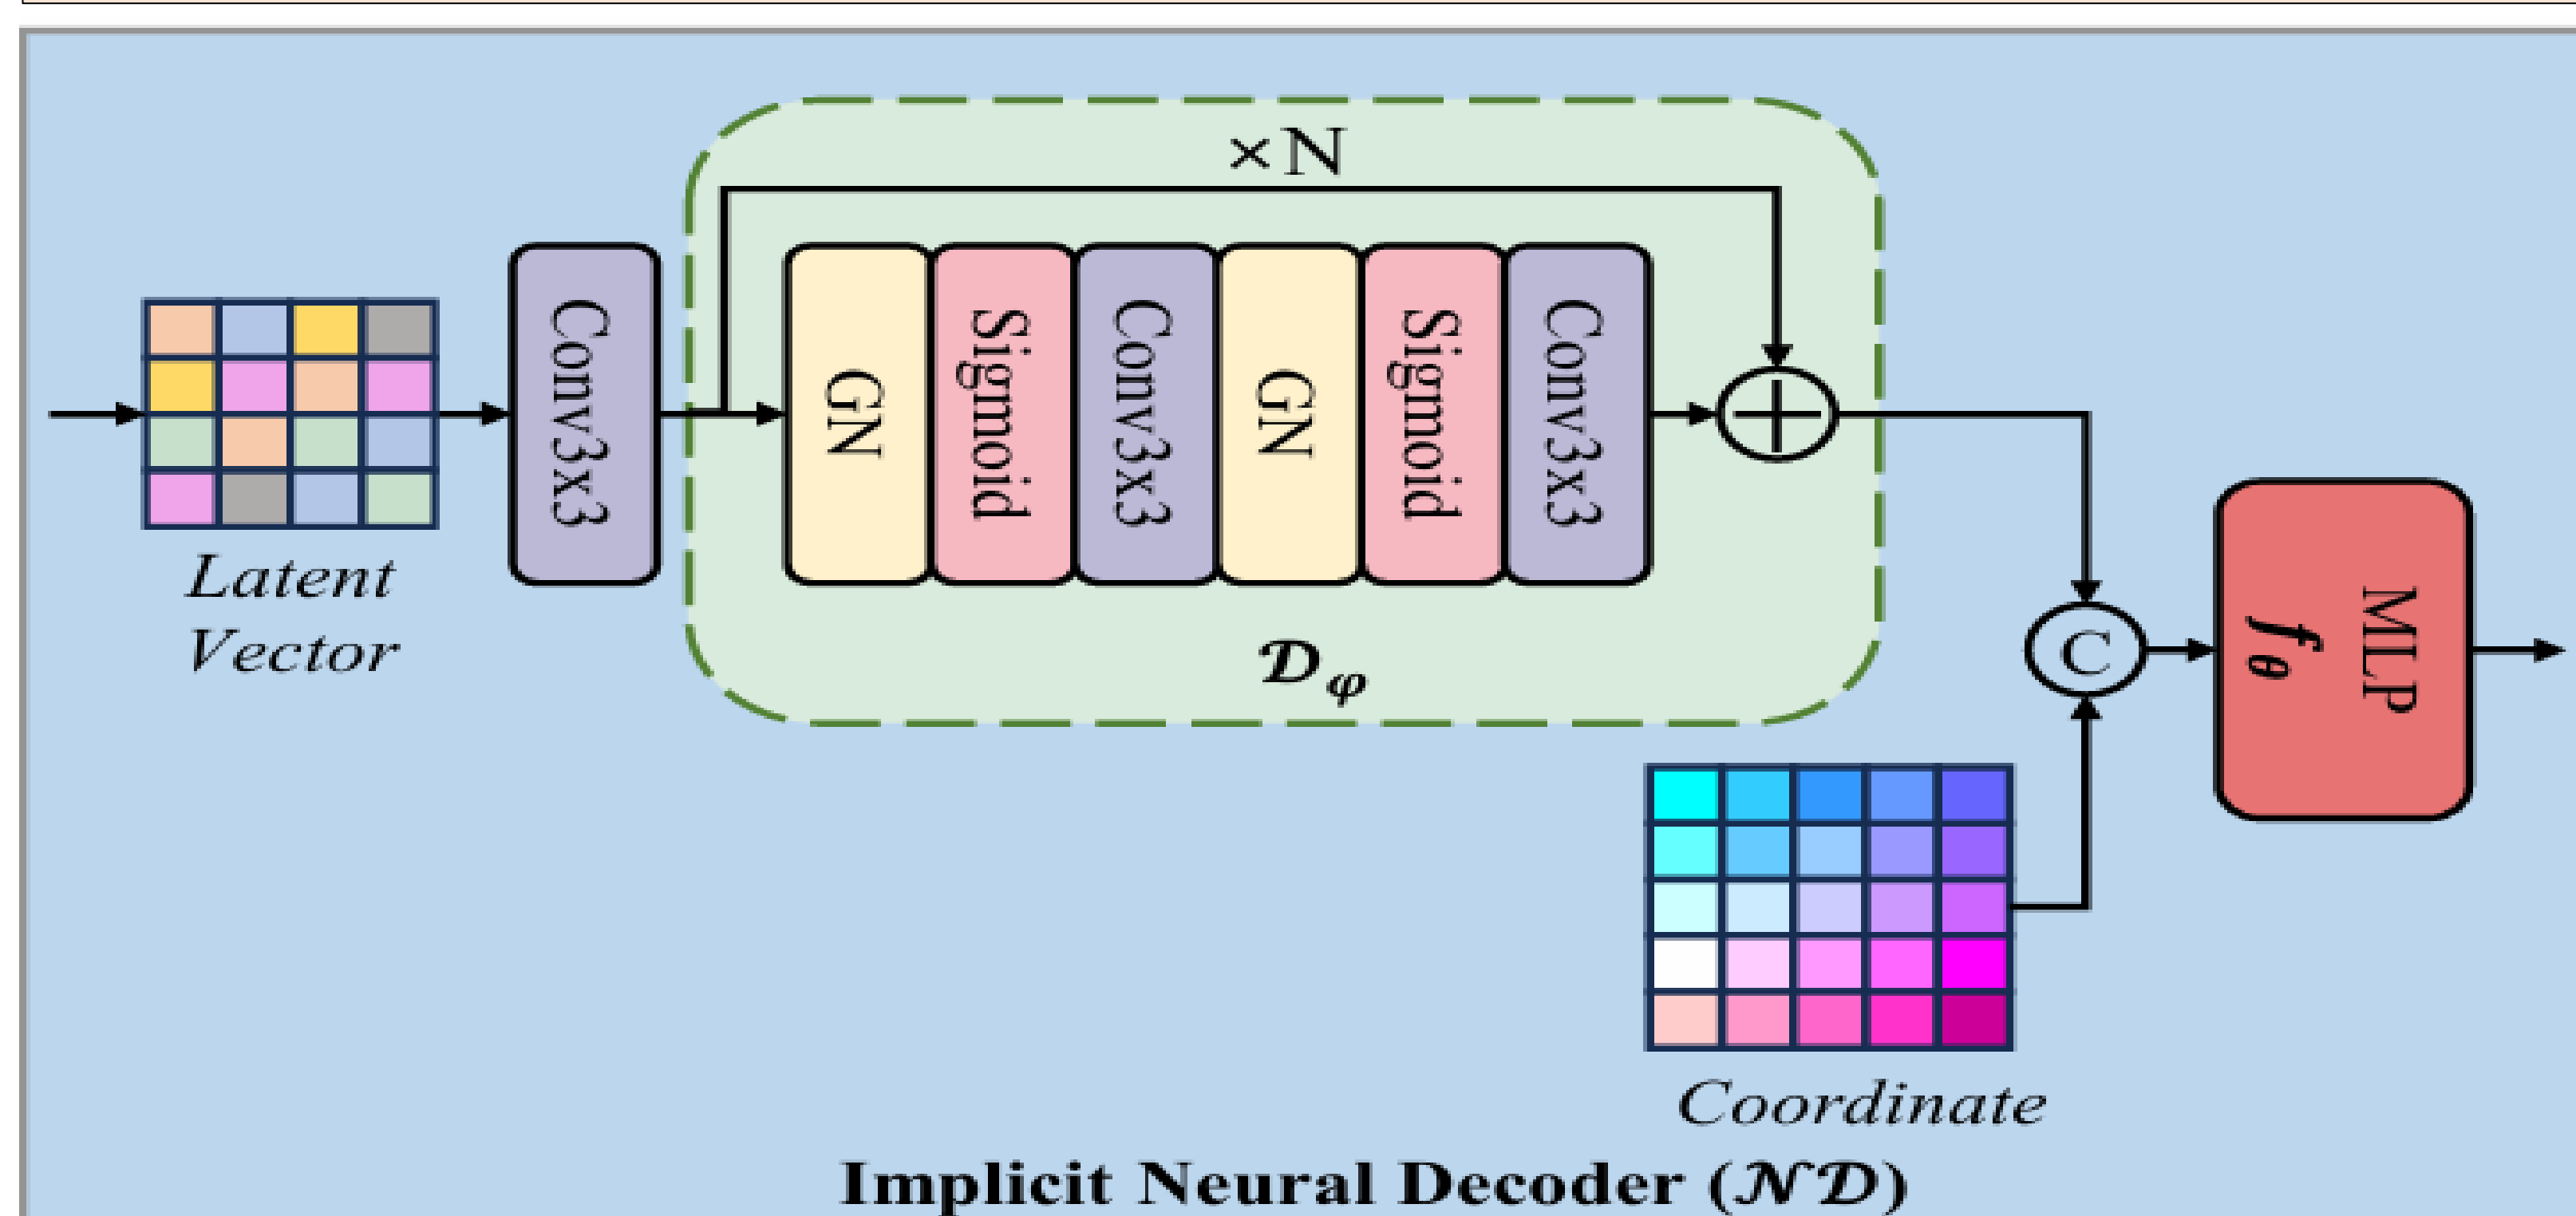 ×N
Conv3x3
GN
Sigmoid
Conv3x3
GN
Sigmoid
Conv3x3
Latent
Vector
𝓓φ
C
MLP
fθ
Coordinate
Implicit Neural Decoder (𝓝𝓓)